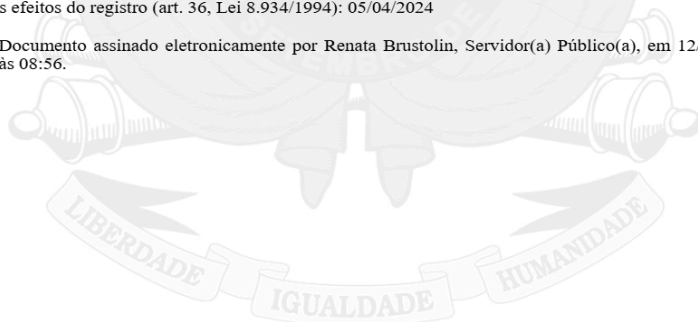 s efeitos do registro (art. 36, Lei 8.934/1994): 05/04/2024
Documento assinado eletronicamente por Renata Brustolin, Servidor(a) Público(a), em 12/
às 08:56.
LIBERDADE
IGUALDADE
HUMANIDADE